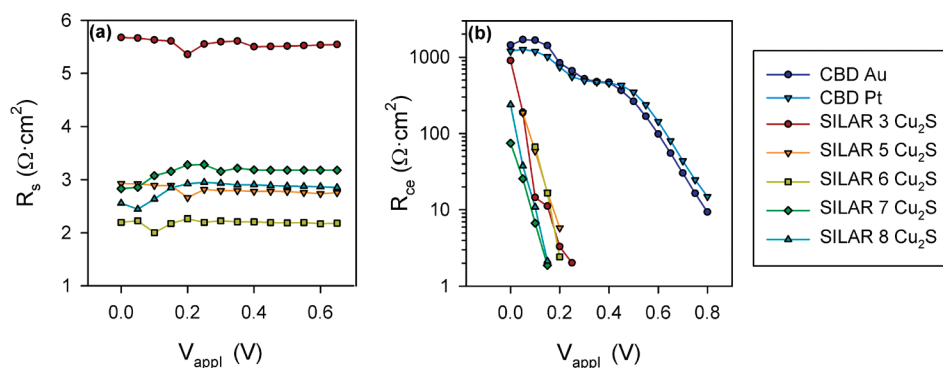 (a)
6
5
4
3
2
1
R_s (Ω·cm²)
0.0 0.2 0.4 0.6
V_appl (V)
(b)
1000
100
10
1
R_ce (Ω·cm²)
0.0 0.2 0.4 0.6 0.8
V_appl (V)
CBD Au
CBD Pt
SILAR 3 Cu₂S
SILAR 5 Cu₂S
SILAR 6 Cu₂S
SILAR 7 Cu₂S
SILAR 8 Cu₂S